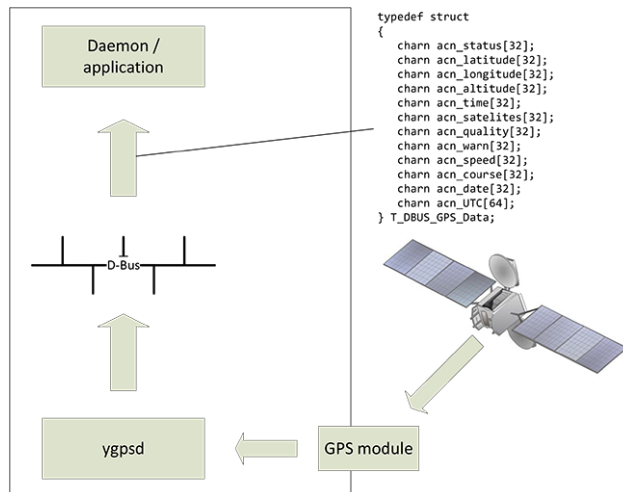 Daemon /
application
typedef struct
{
charn acn_status[32];
charn acn_latitude[32];
charn acn_longitude[32];
charn acn_altitude[32];
charn acn_time[32];
charn acn_satelites[32];
charn acn_quality[32];
charn acn_warn[32];
charn acn_speed[32];
charn acn_course[32];
charn acn_date[32];
charn acn_UTC[64];
} T_DBUS_GPS_Data;
D-Bus
ygpsd
GPS module